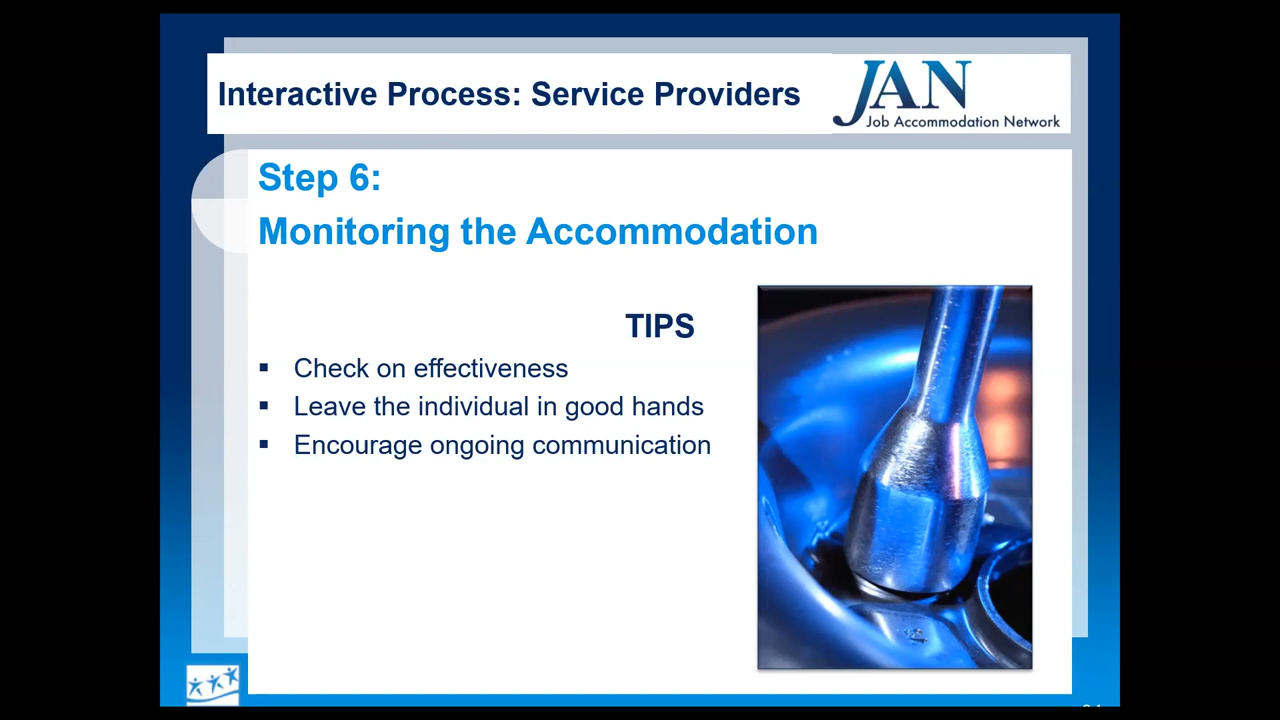 Interactive Process: Service Providers
JAN
Job Accommodation Network
Step 6:
Monitoring the Accommodation
TIPS
▪ Check on effectiveness
▪ Leave the individual in good hands
▪ Encourage ongoing communication